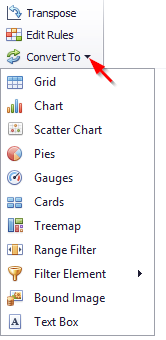 Transpose
Edit Rules
Convert To
Grid
Chart
Scatter Chart
Pies
Gauges
Cards
Treemap
Range Filter
Filter Element
Bound Image
A Text Box